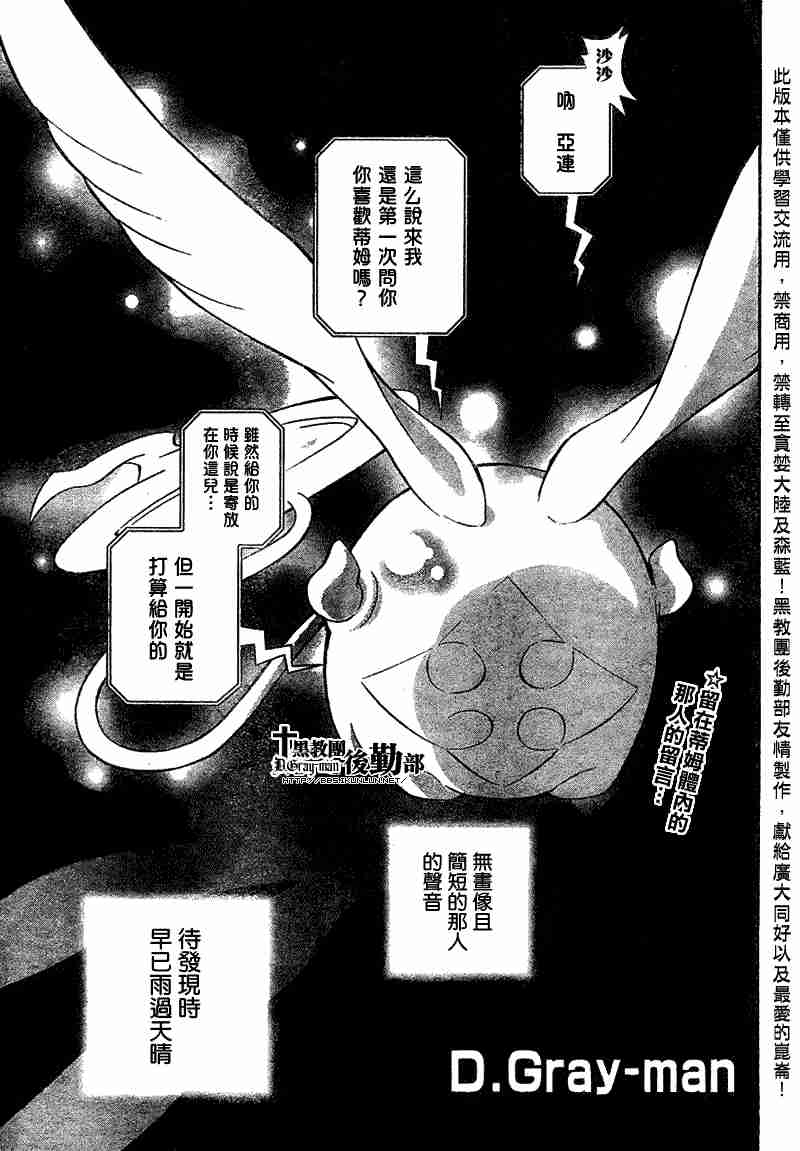 沙沙
吶 亞連
這么說來我
還是第一次問你
你喜歡蒂姆嗎？
雖然給你的
時候說是寄放
在你這兒…
但一開始就是
打算給你的
☆留在蒂姆體內的
那人的留言…
黑教團
D.Gray-man 後勤部
HTTP://BBS.IKUNLUN.NET/
無畫像且
簡短的那人
的聲音
待發現時
早已雨過天晴
D.Gray-man
此版本僅供學習交流用，禁商用，禁轉至貪婪大陸及森藍！黑教團後勤部友情製作，獻給廣大同好以及最愛的崑崙！